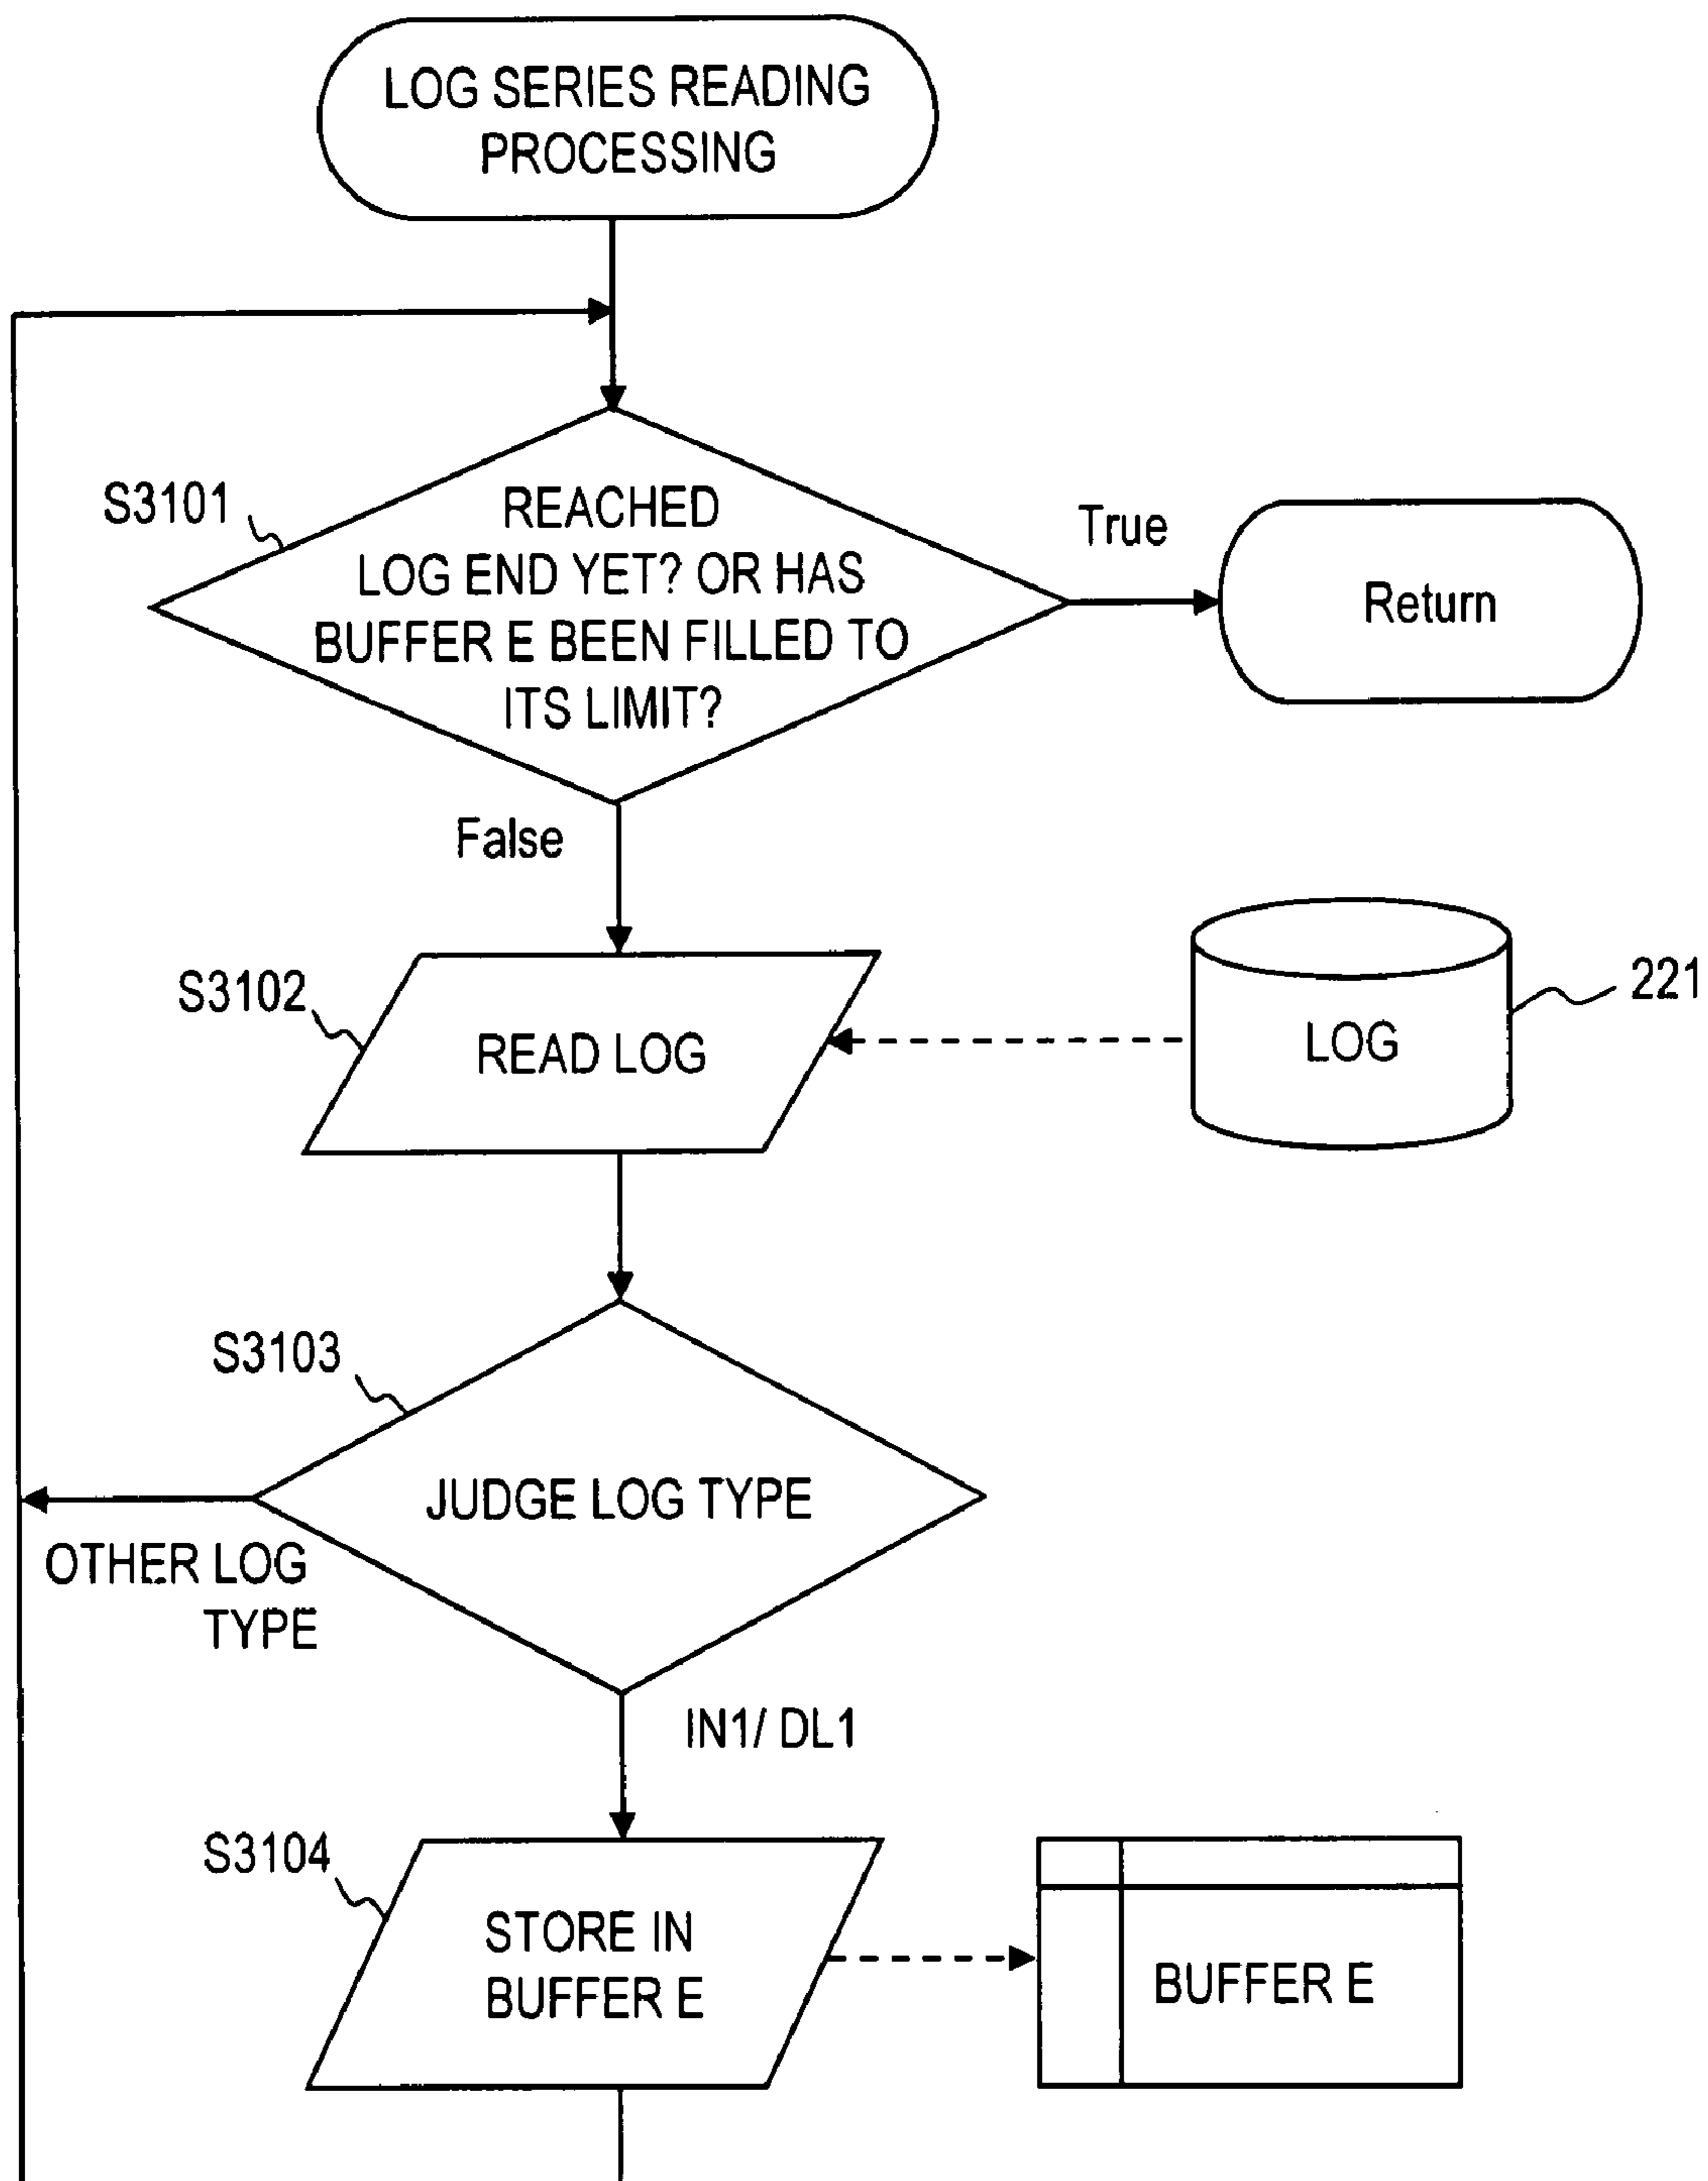 LOG SERIES READING
PROCESSING
S3101
REACHED
LOG END YET? OR HAS
BUFFER E BEEN FILLED TO
ITS LIMIT?
True
Return
False
S3102
READ LOG
LOG
221
S3103
JUDGE LOG TYPE
OTHER LOG
TYPE
IN1/ DL1
S3104
STORE IN
BUFFER E
BUFFER E